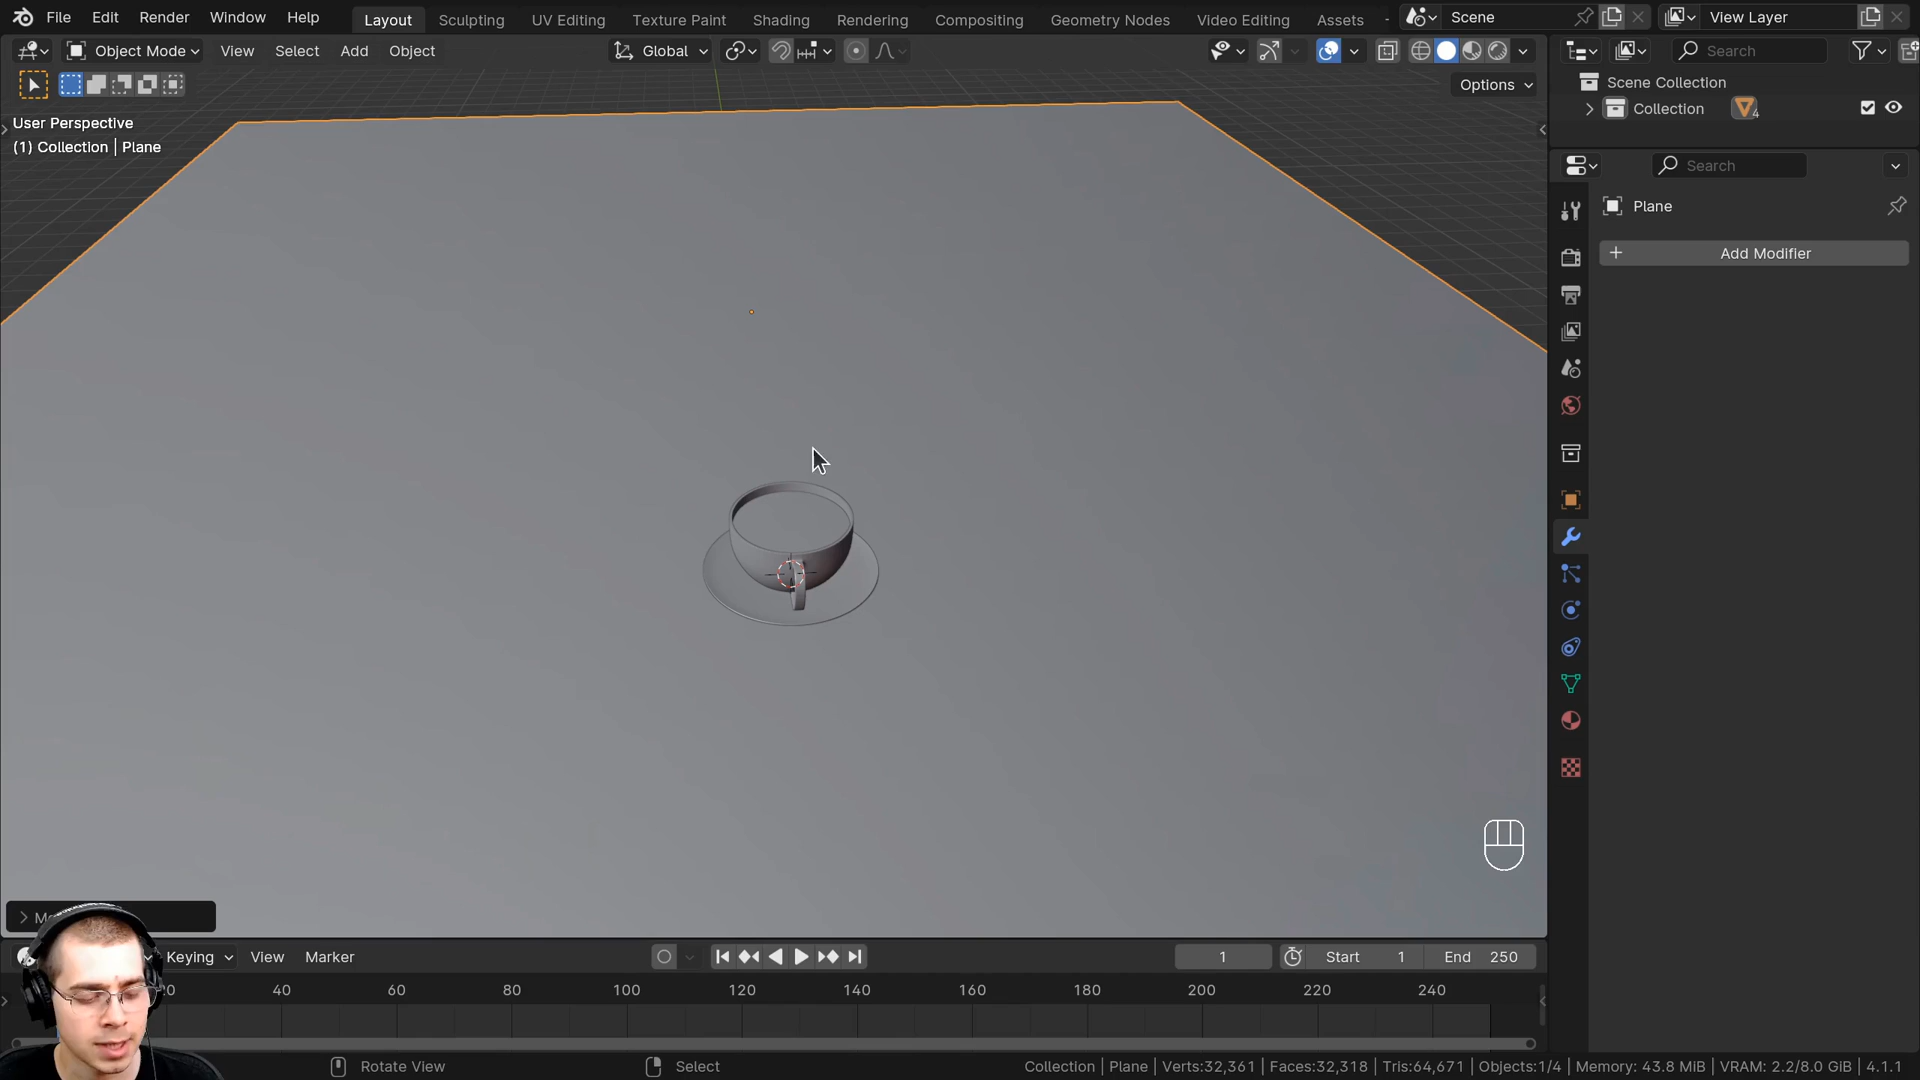 File Edit Render Window Help Layout Sculpting UV Editing Texture Paint Shading Rendering Compositing Geometry Nodes Video Editing Assets Scene View Layer
Object Mode View Select Add Object Global Search
Options
Scene Collection
Collection 4
User Perspective
(1) Collection | Plane
Search
Plane
Add Modifier
Keying View Marker 1 Start 1 End 250
40 60 80 100 120 140 160 180 200 220 240
Rotate View Select Collection | Plane | Verts:32,361 | Faces:32,318 | Tris:64,671 | Objects:1/4 | Memory: 43.8 MiB | VRAM: 2.2/8.0 GiB | 4.1.1